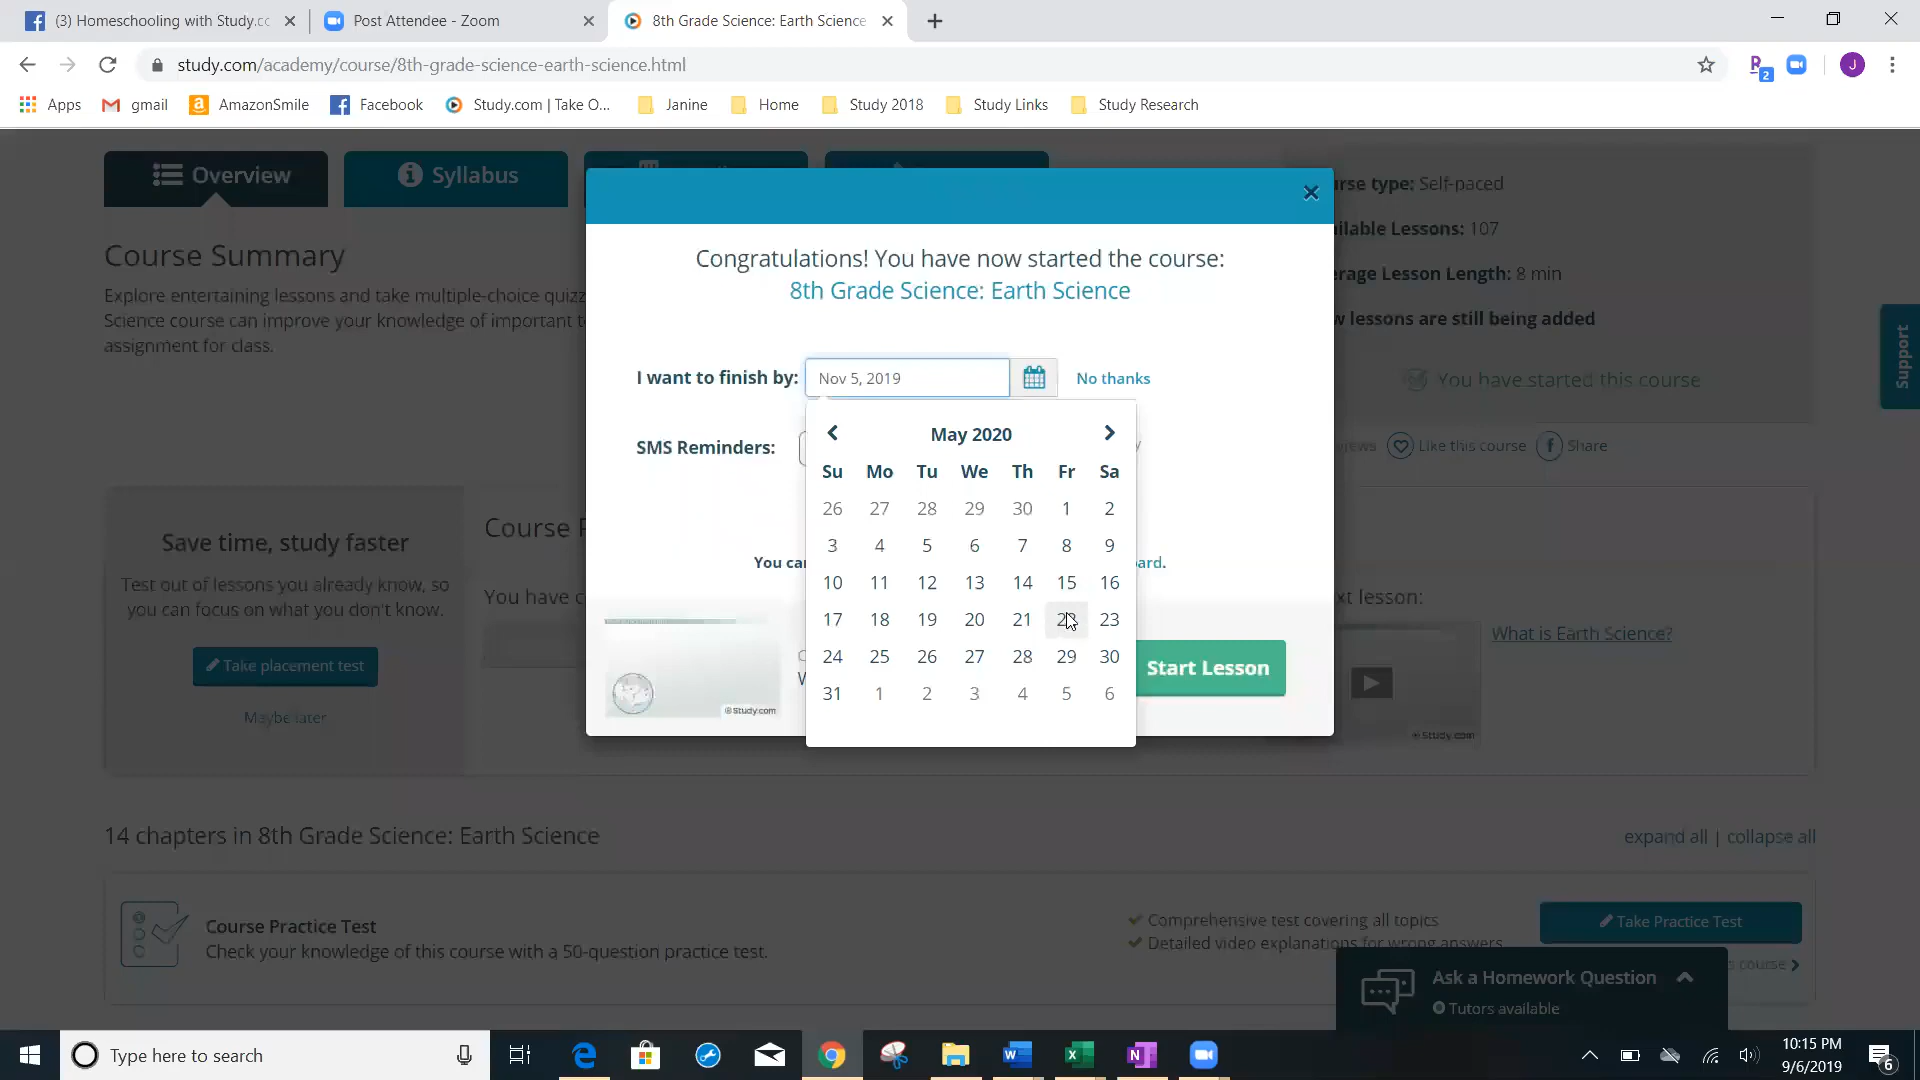 (3) Homeschooling with Study.cc
Post Attendee - Zoom
8th Grade Science: Earth Science
study.com/academy/course/8th-grade-science-earth-science.html
2
J
Apps
gmail
AmazonSmile
Facebook
Study.com | Take O...
Janine
Home
Study 2018
Study Links
Study Research
Overview
Syllabus
Course Summary
Explore entertaining lessons and take multiple-choice quizz
Science course can improve your knowledge of important t
assignment for class.
Congratulations! You have now started the course:
8th Grade Science: Earth Science
I want to finish by:
Nov 5, 2019
No thanks
SMS Reminders:
May 2020
Su Mo Tu We Th Fr Sa
26 27 28 29 30 1 2
3 4 5 6 7 8 9
10 11 12 13 14 15 16
17 18 19 20 21 22 23
24 25 26 27 28 29 30
31 1 2 3 4 5 6
You ca
ard.
Study.com
Start Lesson
urse type: Self-paced
ilable Lessons: 107
erage Lesson Length: 8 min
w lessons are still being added
You have started this course
iews
Like this course
Share
Support
Save time, study faster
Test out of lessons you already know, so
you can focus on what you don't know.
Take placement test
Maybe later
Course P
You have c
xt lesson:
What is Earth Science?
Study.com
14 chapters in 8th Grade Science: Earth Science
expand all | collapse all
Course Practice Test
Check your knowledge of this course with a 50-question practice test.
Comprehensive test covering all topics
Detailed video explanations for wrong answers
Take Practice Test
course
Ask a Homework Question
0 Tutors available
Type here to search
10:15 PM
9/6/2019
6